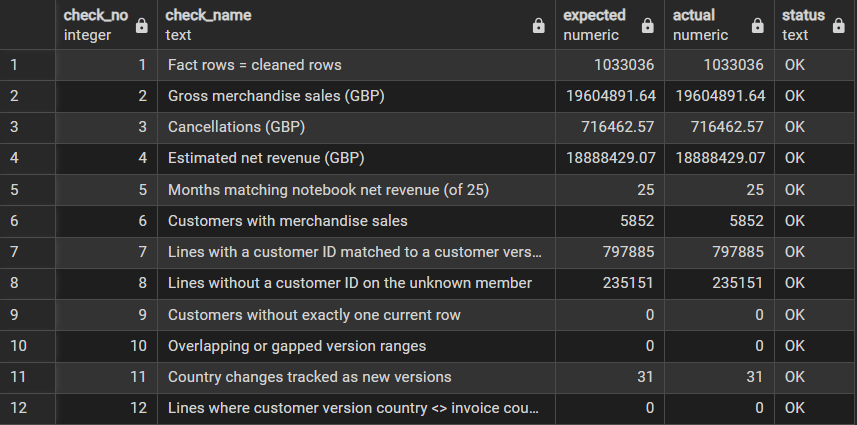 check_no check_name expected actual status
integer text numeric numeric text
1 1 Fact rows = cleaned rows 1033036 1033036 OK
2 2 Gross merchandise sales (GBP) 19604891.64 19604891.64 OK
3 3 Cancellations (GBP) 716462.57 716462.57 OK
4 4 Estimated net revenue (GBP) 18888429.07 18888429.07 OK
5 5 Months matching notebook net revenue (of 25) 25 25 OK
6 6 Customers with merchandise sales 5852 5852 OK
7 7 Lines with a customer ID matched to a customer vers... 797885 797885 OK
8 8 Lines without a customer ID on the unknown member 235151 235151 OK
9 9 Customers without exactly one current row 0 0 OK
10 10 Overlapping or gapped version ranges 0 0 OK
11 11 Country changes tracked as new versions 31 31 OK
12 12 Lines where customer version country <> invoice cou... 0 0 OK